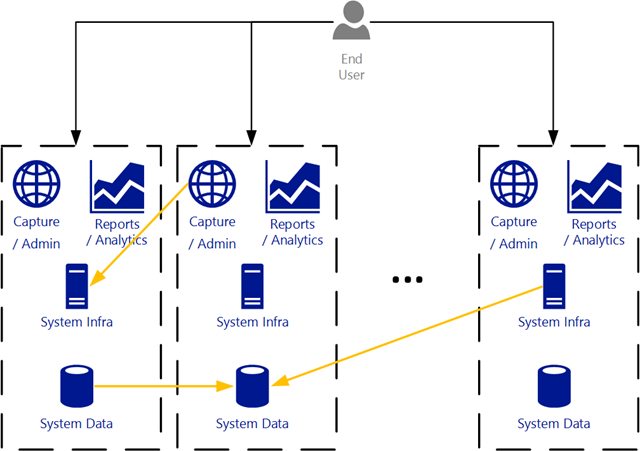 End
User
Capture
/ Admin
Reports
/ Analytics
System Infra
System Data
Capture
/ Admin
Reports
/ Analytics
System Infra
System Data
...
Capture
/ Admin
Reports
/ Analytics
System Infra
System Data